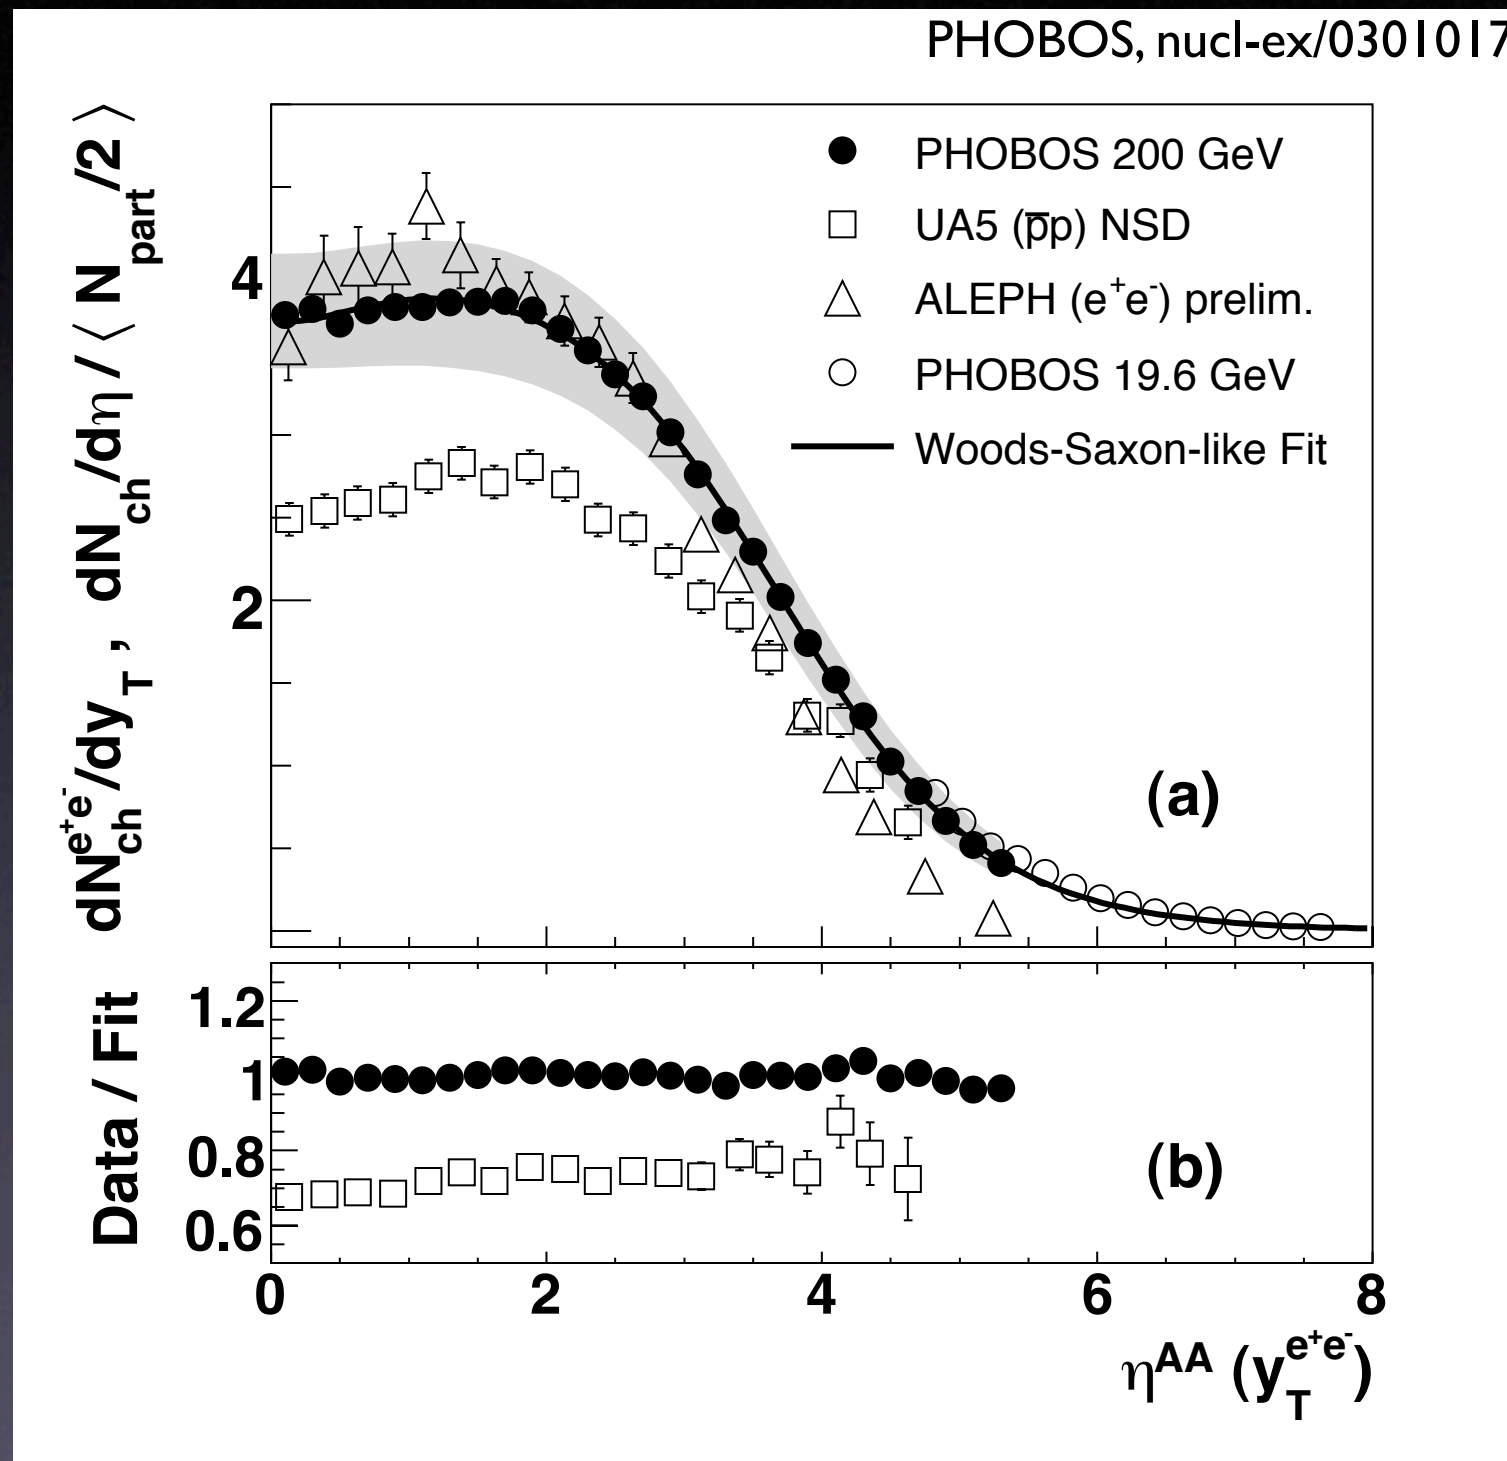 PHOBOS, nucl-ex/0301017
PHOBOS 200 GeV
UA5 (p̅p) NSD
ALEPH (e⁺e⁻) prelim.
PHOBOS 19.6 GeV
Woods-Saxon-like Fit
dN_ch^{e⁺e⁻}/dy_T , dN_ch/dη / ⟨ N_part /2 ⟩
4
2
(a)
Data / Fit
1.2
1
0.8
0.6
(b)
0 2 4 6 8
η^{AA} (y_T^{e⁺e⁻})